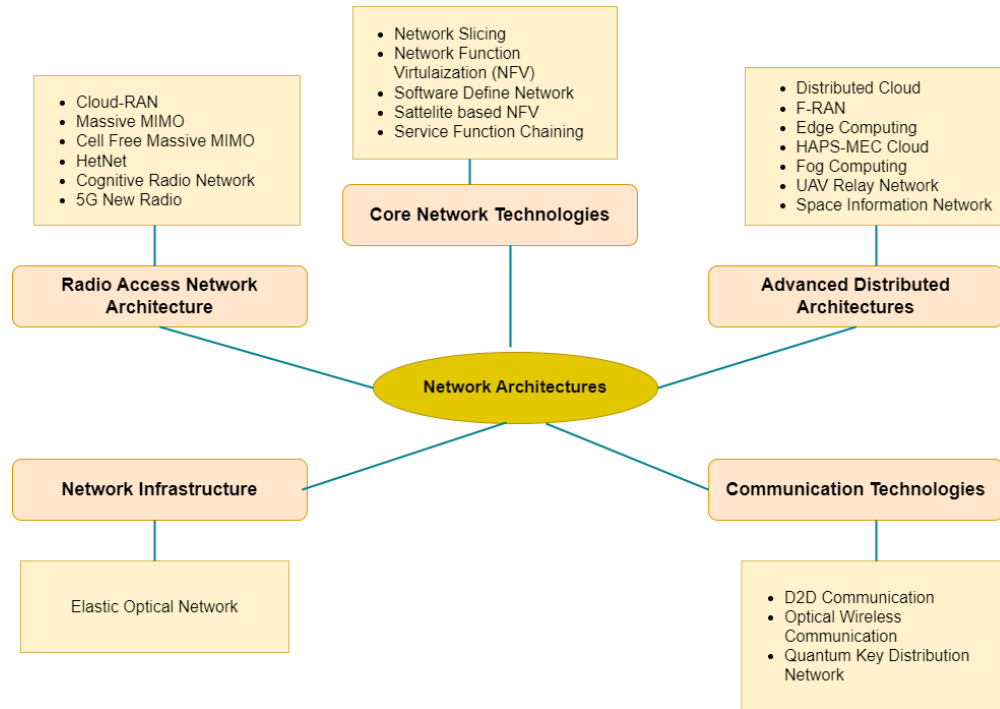 • Network Slicing
• Network Function
Virtulaization (NFV)
• Software Define Network
• Sattelite based NFV
• Service Function Chaining
• Cloud-RAN
• Massive MIMO
• Cell Free Massive MIMO
• HetNet
• Cognitive Radio Network
• 5G New Radio
• Distributed Cloud
• F-RAN
• Edge Computing
• HAPS-MEC Cloud
• Fog Computing
• UAV Relay Network
• Space Information Network
Core Network Technologies
Radio Access Network
Architecture
Advanced Distributed
Architectures
Network Architectures
Network Infrastructure
Communication Technologies
Elastic Optical Network
• D2D Communication
• Optical Wireless
Communication
• Quantum Key Distribution
Network